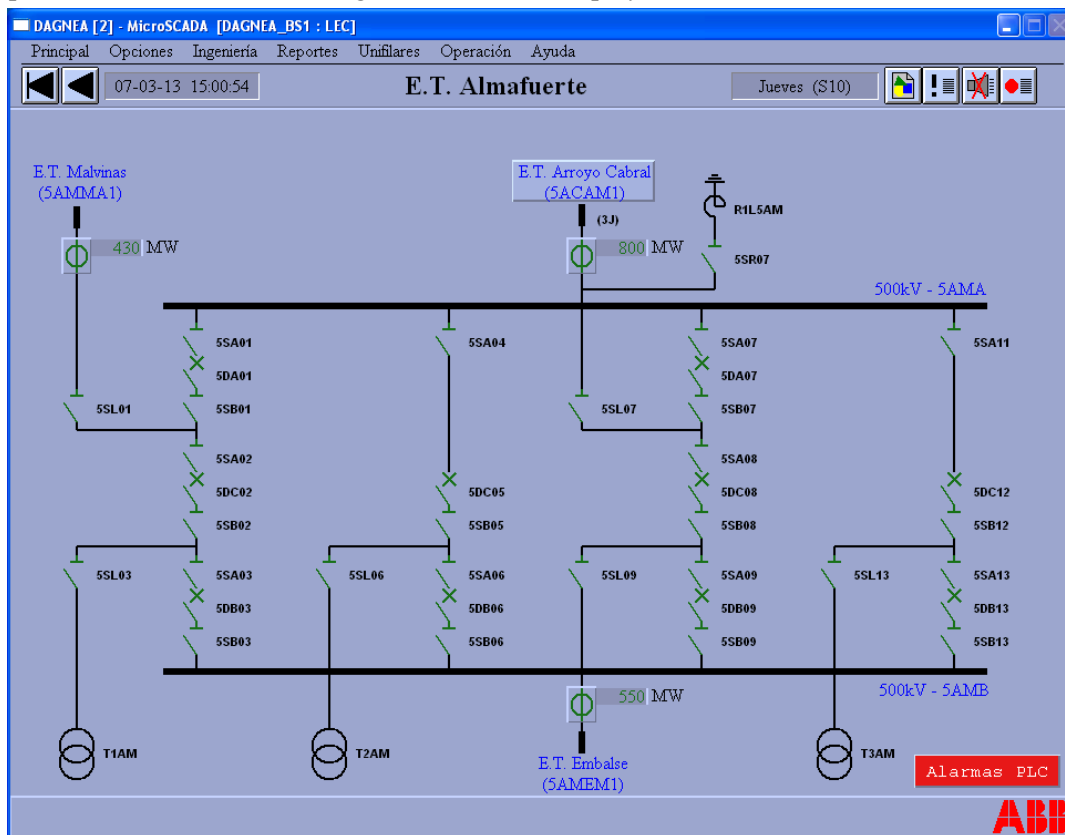 DAGNEA [2] - MicroSCADA [DAGNEA_BS1 : LEC]
Principal Opciones Ingeniería Reportes Unifilares Operación Ayuda
07-03-13 15:00:54 E.T. Almafuerte Jueves (S10)
E.T. Malvinas
(5AMMA1)
430 MW
E.T. Arroyo Cabral
(5ACAM1)
(3J)
800 MW
R1L5AM
5SR07
500kV - 5AMA
5SA01 5SA04 5SA07 5SA11
5DA01 5DA07
5SL01 5SB01 5SL07 5SB07
5SA02 5SA08
5DC02 5DC05 5DC08 5DC12
5SB02 5SB05 5SB08 5SB12
5SL03 5SA03 5SL06 5SA06 5SL09 5SA09 5SL13 5SA13
5DB03 5DB06 5DB09 5DB13
5SB03 5SB06 5SB09 5SB13
500kV - 5AMB
550 MW
T1AM T2AM T3AM
E.T. Embalse
(5AMEM1)
Alarmas PLC
ABB